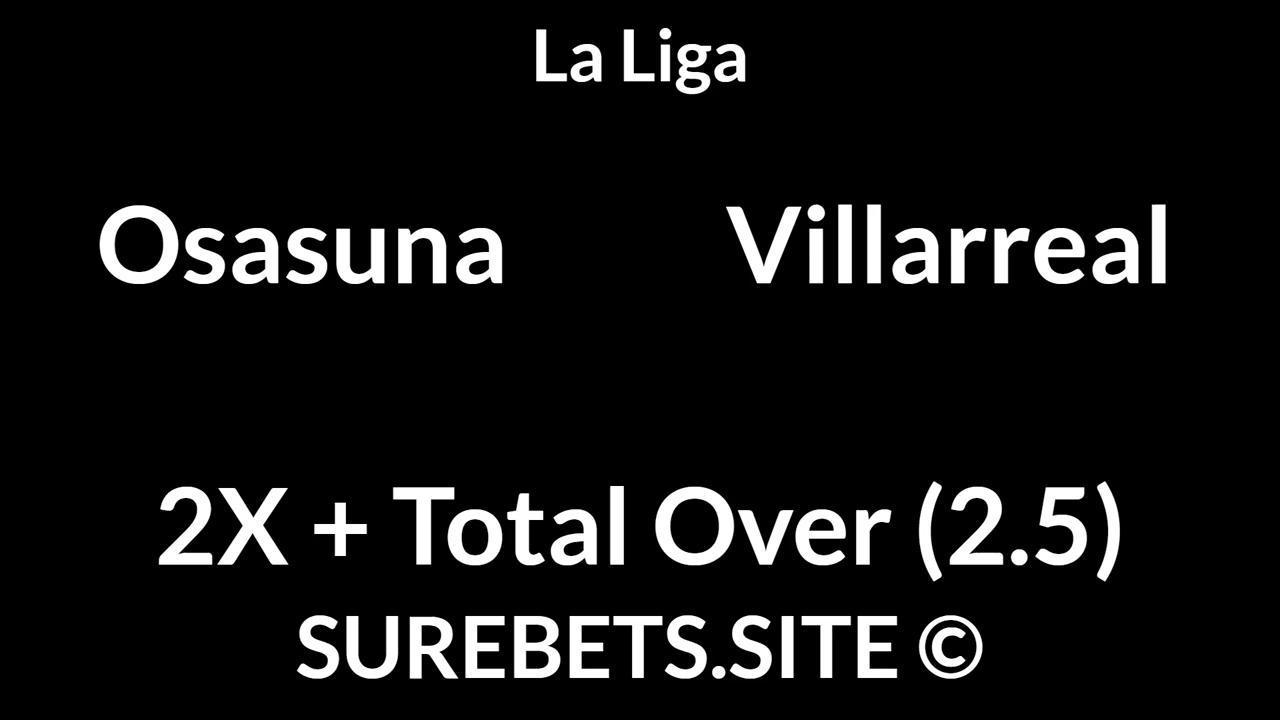 La Liga
Osasuna Villarreal
2X + Total Over (2.5)
SUREBETS.SITE ©